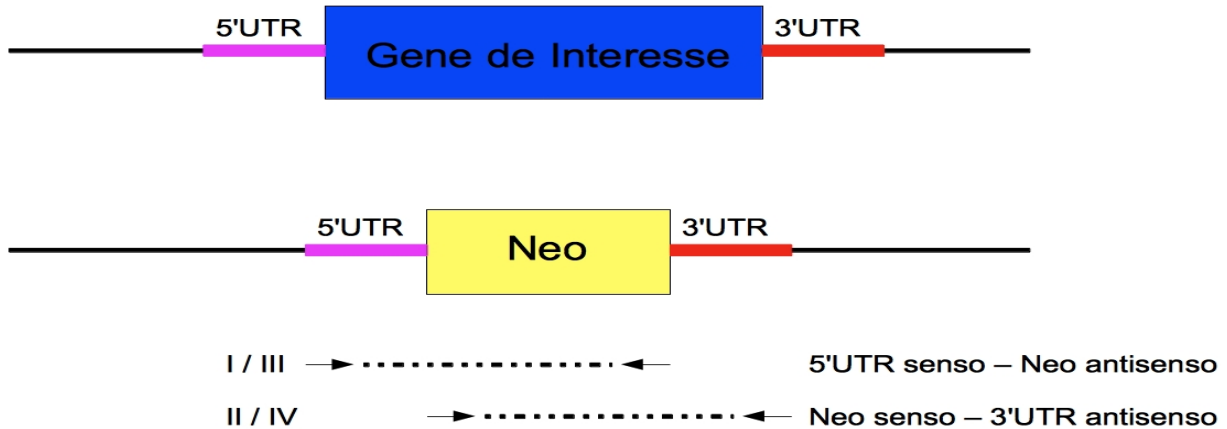 5'UTR 3'UTR
Gene de Interesse
5'UTR 3'UTR
Neo
I / III 5'UTR senso – Neo antisenso
II / IV Neo senso – 3'UTR antisenso